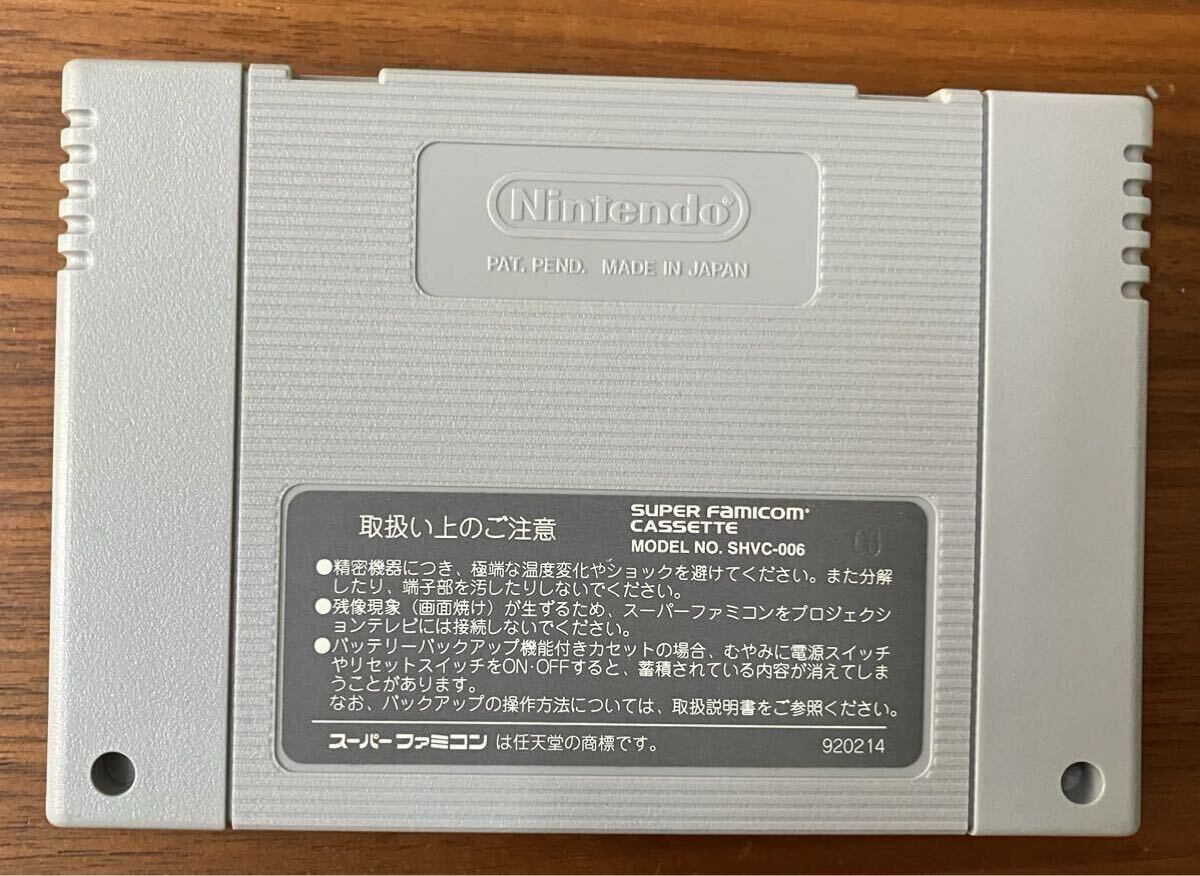 Nintendo®
PAT. PEND. MADE IN JAPAN
取扱い上のご注意
SUPER FAMICOM
CASSETTE
MODEL NO. SHVC-006
●精密機器につき、極端な温度変化やショックを避けてください。また分解
したり、端子部を汚したりしないでください。
●残像現象（画面焼け）が生ずるため、スーパーファミコンをプロジェクシ
ョンテレビには接続しないでください。
●バッテリーバックアップ機能付きカセットの場合、むやみに電源スイッチ
やリセットスイッチをON・OFFすると、蓄積されている内容が消えてしま
うことがあります。
なお、バックアップの操作方法については、取扱説明書をご参照ください。
スーパーファミコン は任天堂の商標です。
920214